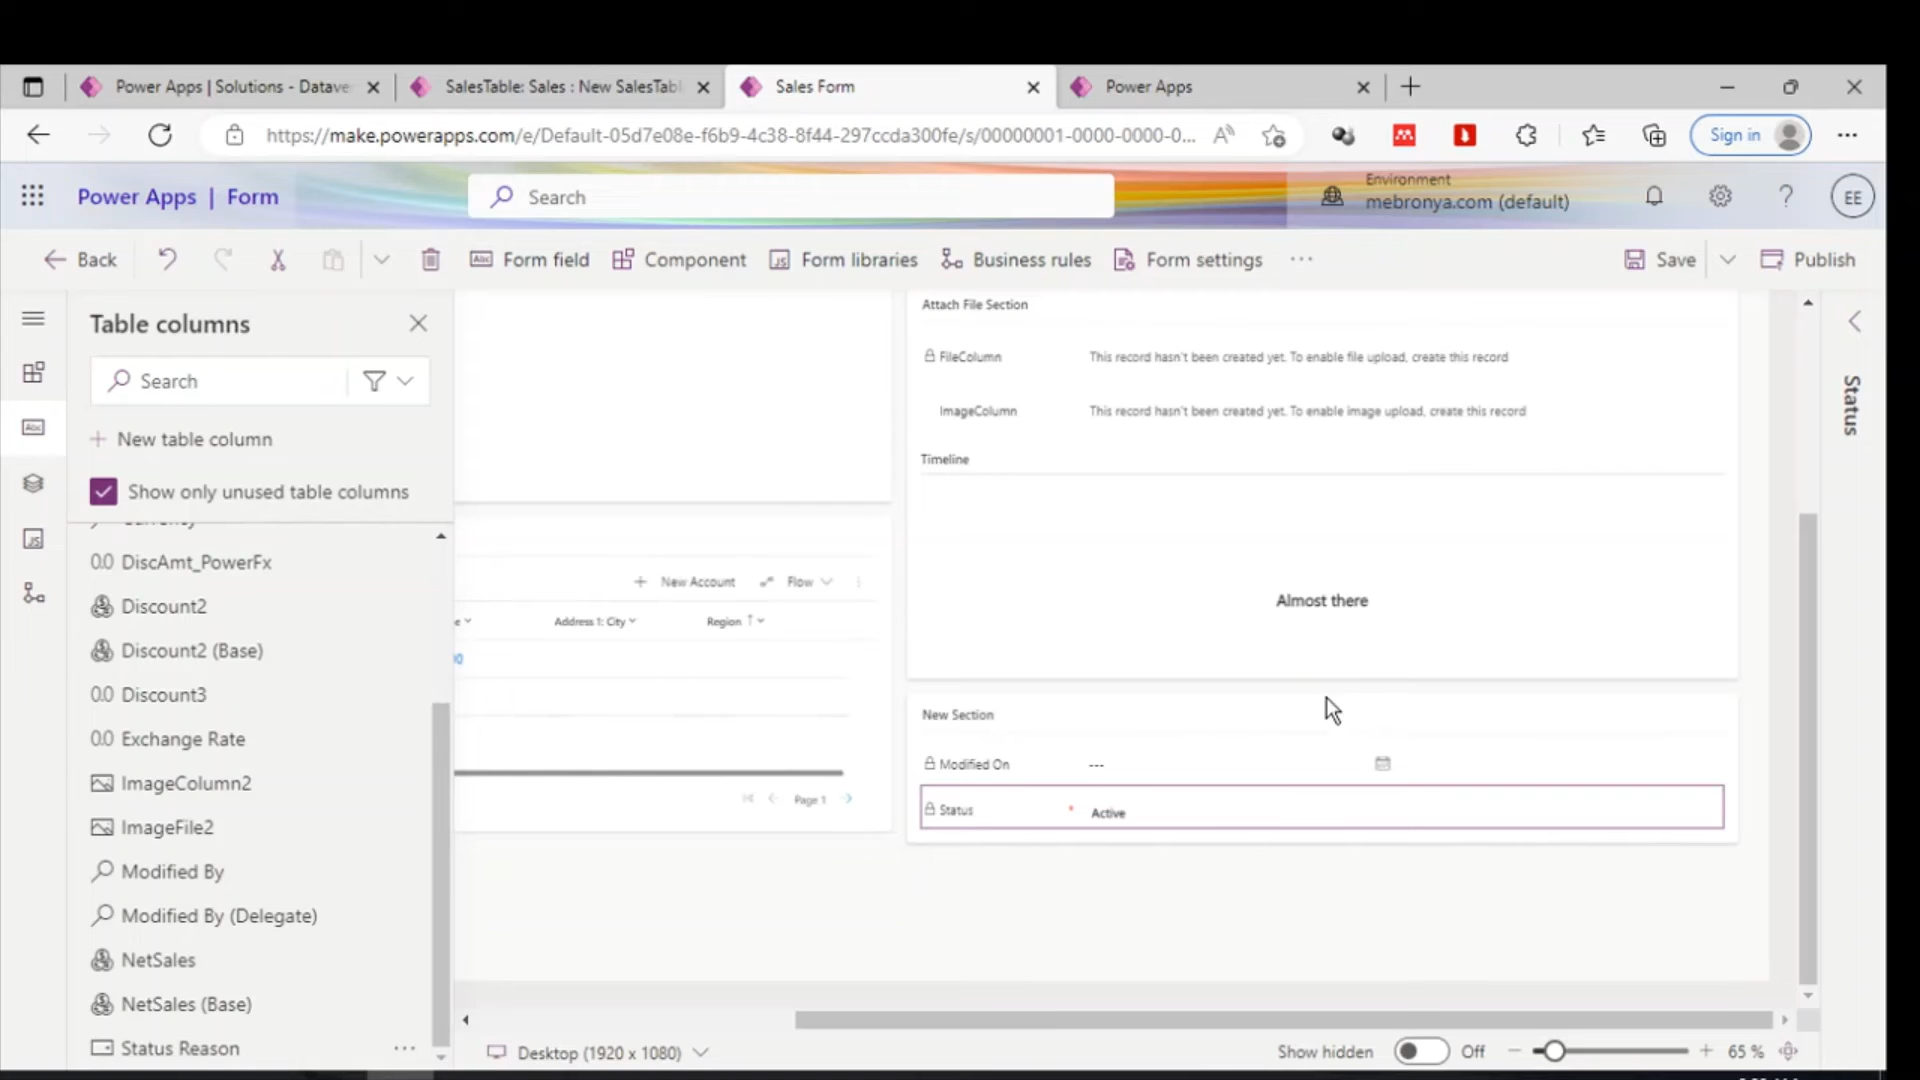 Power Apps | Solutions - Datave
SalesTable: Sales : New SalesTabl
Sales Form
Power Apps
https://make.powerapps.com/e/Default-05d7e08e-f6b9-4c38-8f44-297ccda300fe/s/00000001-0000-0000-0...
Sign in
Power Apps | Form
Search
Environment
mebronya.com (default)
EE
Back
Form field
Component
Form libraries
Business rules
Form settings
Save
Publish
Table columns
Search
New table column
Show only unused table columns
Currency
DiscAmt_PowerFx
Discount2
Discount2 (Base)
Discount3
Exchange Rate
ImageColumn2
ImageFile2
Modified By
Modified By (Delegate)
NetSales
NetSales (Base)
Status Reason
New Account
Flow
Address 1: City
Region
Page 1
Attach File Section
FileColumn
This record hasn't been created yet. To enable file upload, create this record
ImageColumn
This record hasn't been created yet. To enable image upload, create this record
Timeline
Almost there
New Section
Modified On
---
Status * Active
Status
Desktop (1920 x 1080)
Show hidden
Off
65 %